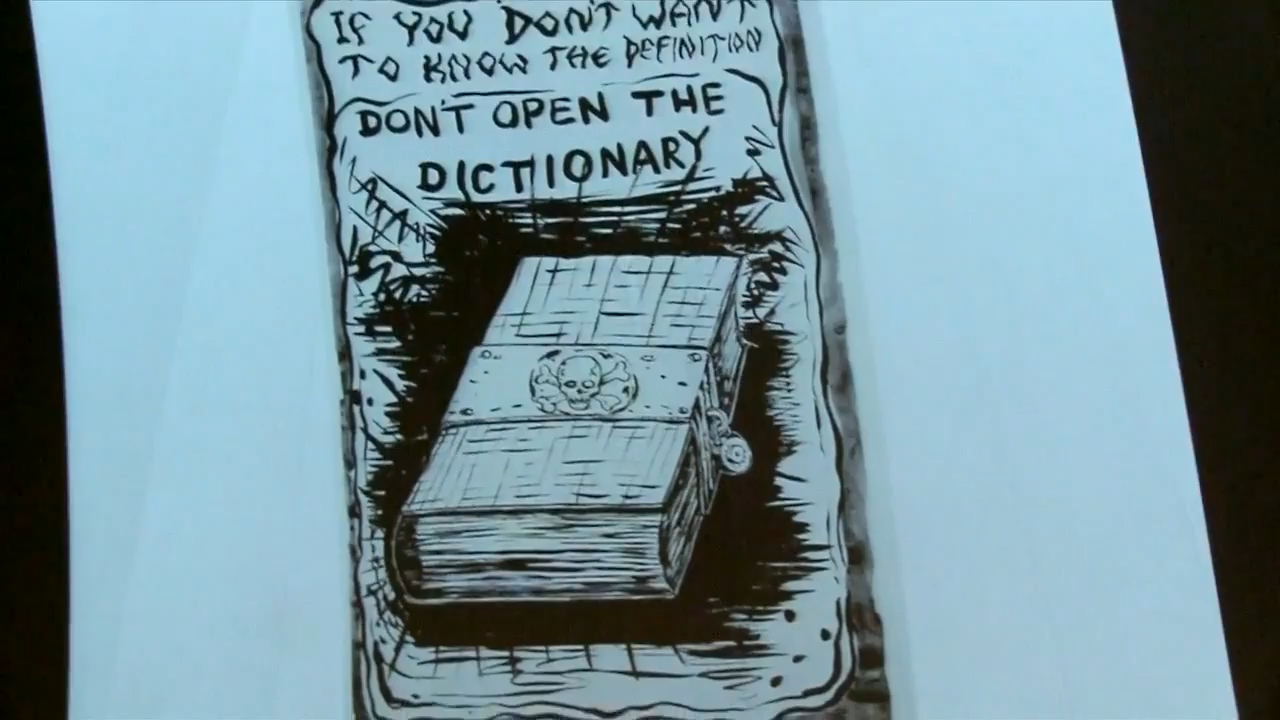 IF YOU DON'T WANT
TO KNOW THE DEFINITION
DON'T OPEN THE
DICTIONARY